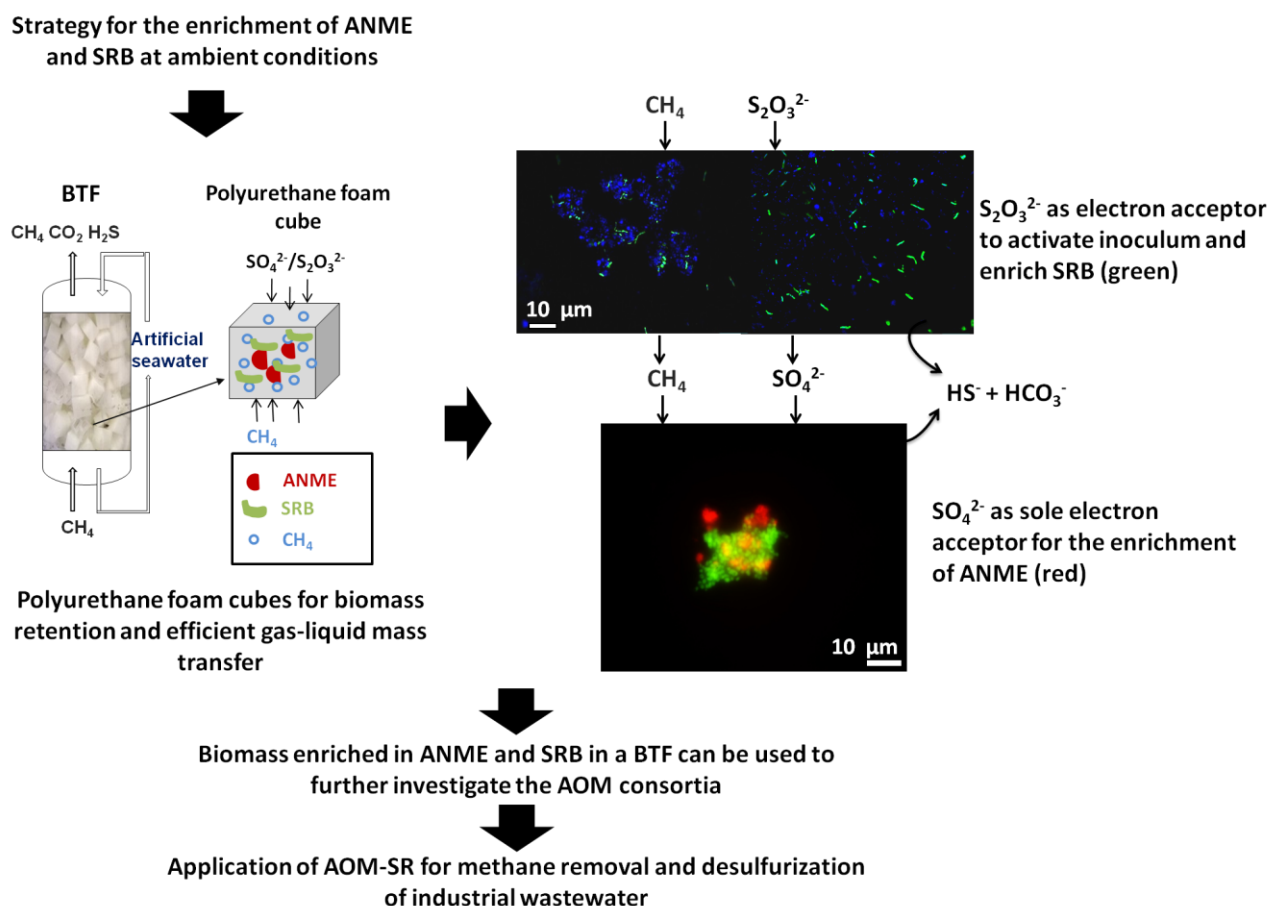 Strategy for the enrichment of ANME
and SRB at ambient conditions
BTF
CH₄ CO₂ H₂S
Artificial
seawater
CH₄
Polyurethane foam
cube
SO₄²⁻/S₂O₃²⁻
CH₄
ANME
SRB
CH₄
Polyurethane foam cubes for biomass
retention and efficient gas-liquid mass
transfer
CH₄ S₂O₃²⁻
10 µm
S₂O₃²⁻ as electron acceptor
to activate inoculum and
enrich SRB (green)
CH₄ SO₄²⁻
HS⁻ + HCO₃⁻
10 µm
SO₄²⁻ as sole electron
acceptor for the enrichment
of ANME (red)
Biomass enriched in ANME and SRB in a BTF can be used to
further investigate the AOM consortia
Application of AOM-SR for methane removal and desulfurization
of industrial wastewater